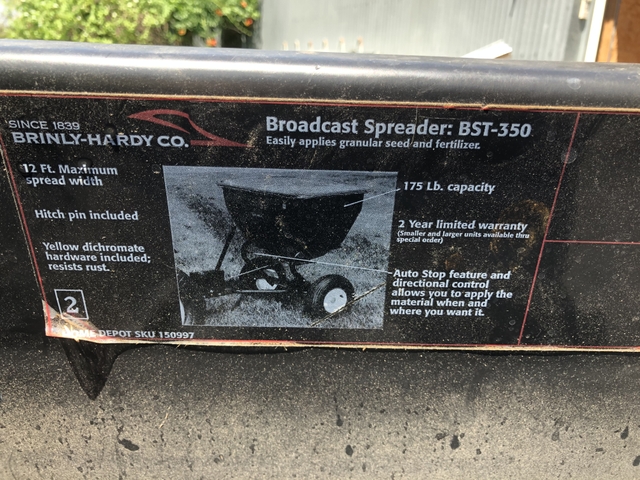 SINCE 1839
BRINLY-HARDY CO.
Broadcast Spreader: BST-350
Easily applies granular seed and fertilizer.
12 Ft. Maximum
spread width
Hitch pin included
Yellow dichromate
hardware included;
resists rust.
175 Lb. capacity
2 Year limited warranty
(Smaller and larger units available thru
special order)
Auto Stop feature and
directional control
allows you to apply the
material when and
where you want it.
2
DEPOT SKU 150997